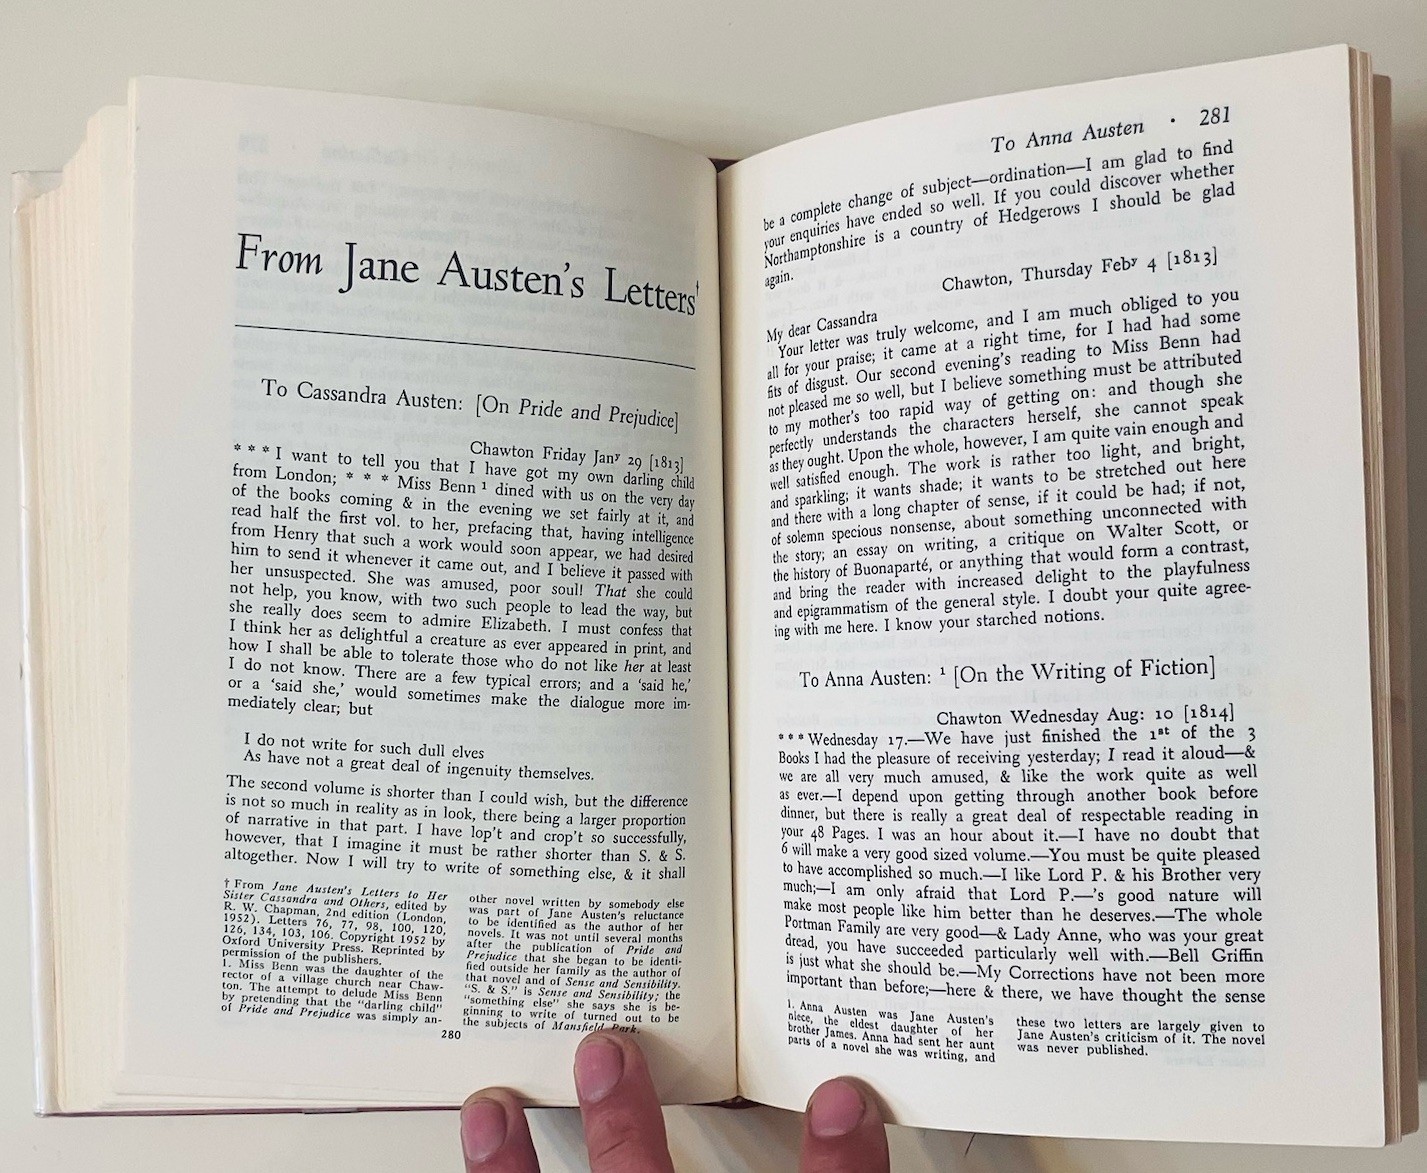 From Jane Austen's Letters†
To Cassandra Austen: [On Pride and Prejudice]
Chawton Friday Janʸ 29 [1813]
* * * I want to tell you that I have got my own darling child
from London; * * * Miss Benn ¹ dined with us on the very day
of the books coming & in the evening we set fairly at it, and
read half the first vol. to her, prefacing that, having intelligence
from Henry that such a work would soon appear, we had desired
him to send it whenever it came out, and I believe it passed with
her unsuspected. She was amused, poor soul! That she could
not help, you know, with two such people to lead the way, but
she really does seem to admire Elizabeth. I must confess that
I think her as delightful a creature as ever appeared in print, and
how I shall be able to tolerate those who do not like her at least
I do not know. There are a few typical errors; and a 'said he,'
or a 'said she,' would sometimes make the dialogue more im-
mediately clear; but
I do not write for such dull elves
As have not a great deal of ingenuity themselves.
The second volume is shorter than I could wish, but the difference
is not so much in reality as in look, there being a larger proportion
of narrative in that part. I have lop't and crop't so successfully,
however, that I imagine it must be rather shorter than S. & S.
altogether. Now I will try to write of something else, & it shall
† From Jane Austen's Letters to Her
Sister Cassandra and Others, edited by
R. W. Chapman, 2nd edition (London,
1952). Letters 76, 77, 98, 100, 120,
126, 134, 103, 106. Copyright 1952 by
Oxford University Press. Reprinted by
permission of the publishers.
1. Miss Benn was the daughter of the
rector of a village church near Chaw-
ton. The attempt to delude Miss Benn
by pretending that the "darling child"
of Pride and Prejudice was simply an-
other novel written by somebody else
was part of Jane Austen's reluctance
to be identified as the author of her
novels. It was not until several months
after the publication of Pride and
Prejudice that she began to be identi-
fied outside her family as the author of
that novel and of Sense and Sensibility.
"S. & S." is Sense and Sensibility; the
"something else" she says she is be-
ginning to write of turned out to be
the subjects of Mansfield Park.
280
To Anna Austen · 281
be a complete change of subject—ordination—I am glad to find
your enquiries have ended so well. If you could discover whether
Northamptonshire is a country of Hedgerows I should be glad
again.
Chawton, Thursday Febʸ 4 [1813]
My dear Cassandra
Your letter was truly welcome, and I am much obliged to you
all for your praise; it came at a right time, for I had had some
fits of disgust. Our second evening's reading to Miss Benn had
not pleased me so well, but I believe something must be attributed
to my mother's too rapid way of getting on: and though she
perfectly understands the characters herself, she cannot speak
as they ought. Upon the whole, however, I am quite vain enough and
well satisfied enough. The work is rather too light, and bright,
and sparkling; it wants shade; it wants to be stretched out here
and there with a long chapter of sense, if it could be had; if not,
of solemn specious nonsense, about something unconnected with
the story; an essay on writing, a critique on Walter Scott, or
the history of Buonaparté, or anything that would form a contrast,
and bring the reader with increased delight to the playfulness
and epigrammatism of the general style. I doubt your quite agree-
ing with me here. I know your starched notions.
To Anna Austen: ¹ [On the Writing of Fiction]
Chawton Wednesday Aug: 10 [1814]
* * * Wednesday 17.—We have just finished the 1ˢᵗ of the 3
Books I had the pleasure of receiving yesterday; I read it aloud—&
we are all very much amused, & like the work quite as well
as ever.—I depend upon getting through another book before
dinner, but there is really a great deal of respectable reading in
your 48 Pages. I was an hour about it.—I have no doubt that
6 will make a very good sized volume.—You must be quite pleased
to have accomplished so much.—I like Lord P. & his Brother very
much;—I am only afraid that Lord P.—'s good nature will
make most people like him better than he deserves.—The whole
Portman Family are very good—& Lady Anne, who was your great
dread, you have succeeded particularly well with.—Bell Griffin
is just what she should be.—My Corrections have not been more
important than before;—here & there, we have thought the sense
1. Anna Austen was Jane Austen's
niece, the eldest daughter of her
brother James. Anna had sent her aunt
parts of a novel she was writing, and
these two letters are largely given to
Jane Austen's criticism of it. The novel
was never published.